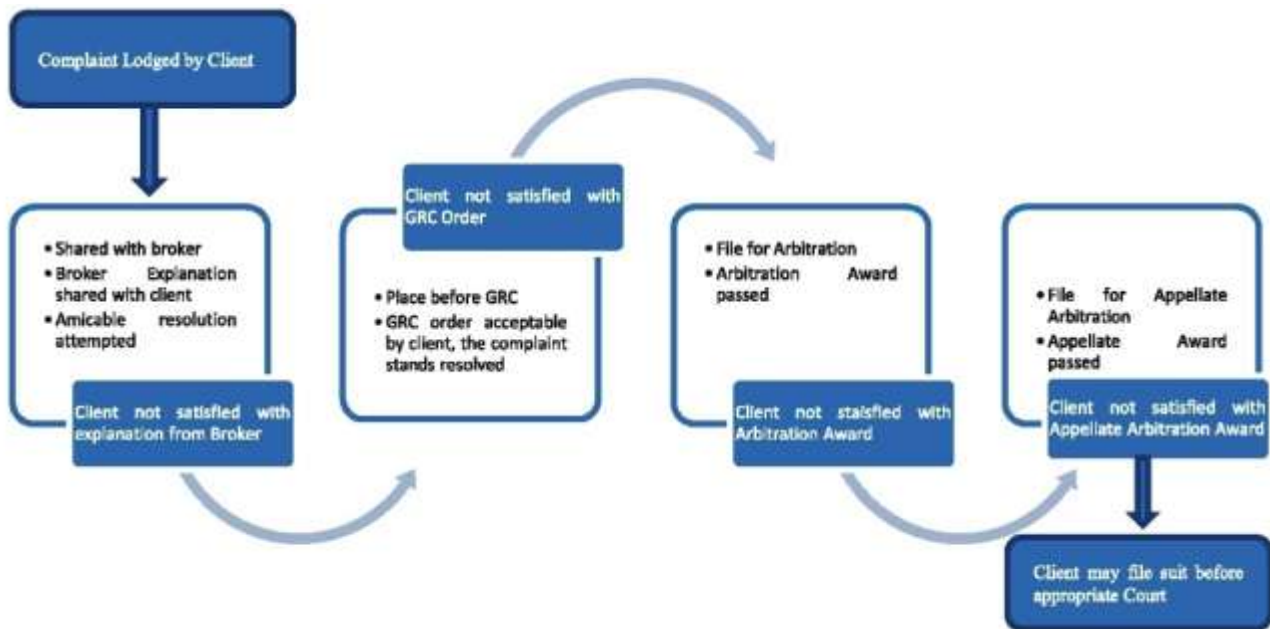 Complaint Lodged by Client
• Shared with broker
• Broker Explanation
shared with client
• Amicable resolution
attempted
Client not satisfied with
explanation from Broker
Client not satisfied with
GRC Order
• Place before GRC
• GRC order acceptable
by client, the complaint
stands resolved
• File for Arbitration
• Arbitration Award
passed
Client not staisfied with
Arbitration Award
• File for Appellate
Arbitration
• Appellate Award
passed
Client not satisfied with
Appellate Arbitration Award
Client may file suit before
appropriate Court